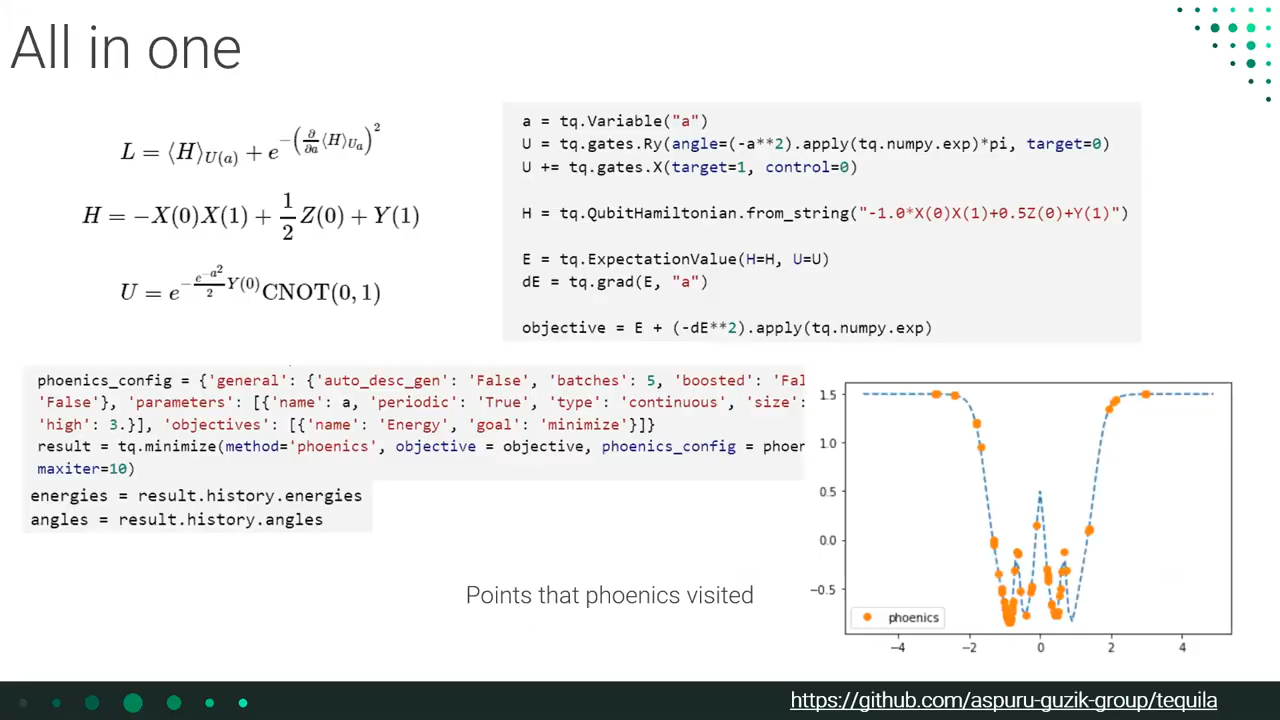 All in one
L = ⟨H⟩_{U(a)} + e^{-(∂/∂a ⟨H⟩_{U_a})^2}
H = −X(0)X(1) + 1/2 Z(0) + Y(1)
U = e^{-\frac{e^{-a^2}}{2} Y(0)} CNOT(0, 1)
a = tq.Variable("a")
U = tq.gates.Ry(angle=(-a**2).apply(tq.numpy.exp)*pi, target=0)
U += tq.gates.X(target=1, control=0)
H = tq.QubitHamiltonian.from_string("-1.0*X(0)X(1)+0.5Z(0)+Y(1)")
E = tq.ExpectationValue(H=H, U=U)
dE = tq.grad(E, "a")
objective = E + (-dE**2).apply(tq.numpy.exp)
phoenics_config = {'general': {'auto_desc_gen': 'False', 'batches': 5, 'boosted': 'Fal
'False'}, 'parameters': [{'name': a, 'periodic': 'True', 'type': 'continuous', 'size':
'high': 3.}], 'objectives': [{'name': 'Energy', 'goal': 'minimize'}]}
result = tq.minimize(method='phoenics', objective = objective, phoenics_config = phoen
maxiter=10)
energies = result.history.energies
angles = result.history.angles
Points that phoenics visited
1.5
1.0
0.5
0.0
−0.5
phoenics
−4 −2 0 2 4
https://github.com/aspuru-guzik-group/tequila